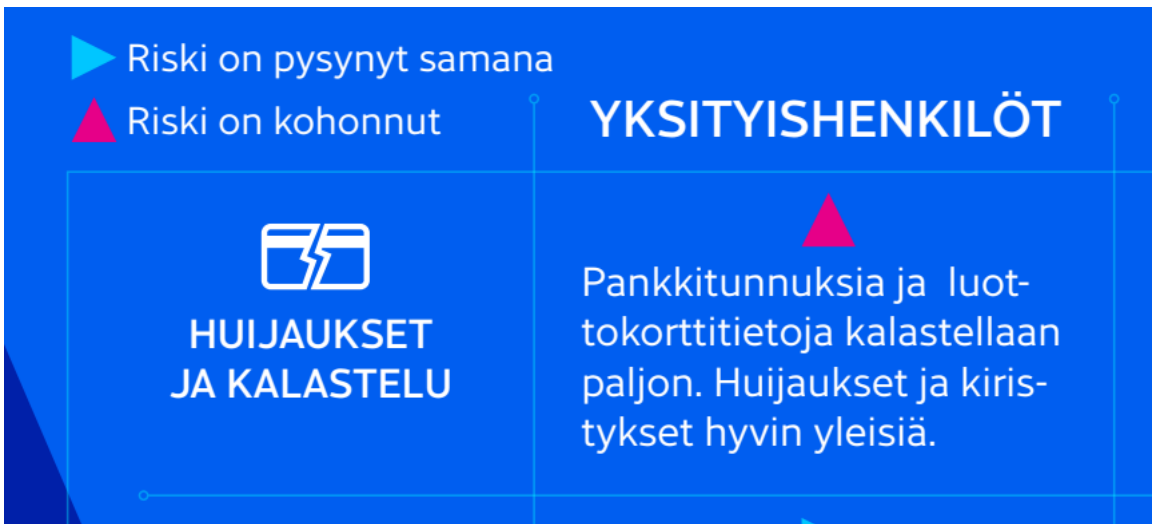 Riski on pysynyt samana
Riski on kohonnut
YKSITYISHENKILÖT
HUIJAUKSET
JA KALASTELU
Pankkitunnuksia ja luot-
tokorttitietoja kalastellaan
paljon. Huijaukset ja kiris-
tykset hyvin yleisiä.